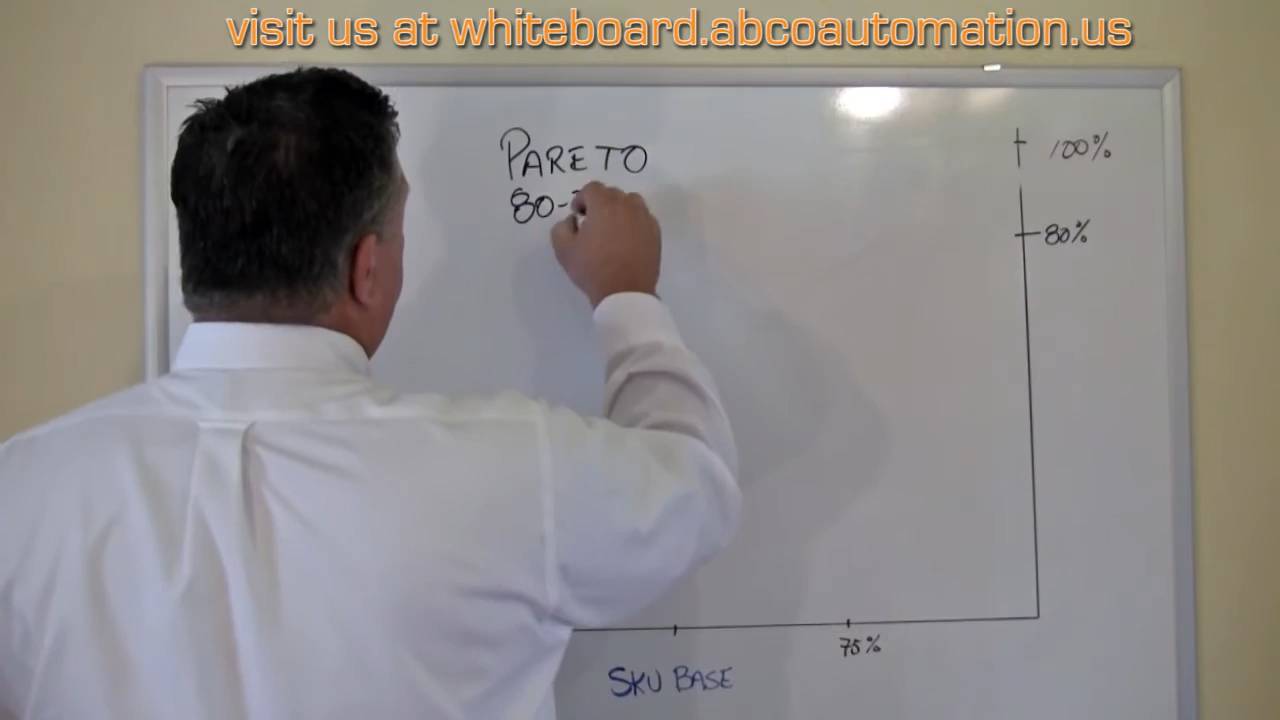 visit us at whiteboard.abcoautomation.us
PARETO
80-
100%
80%
75%
SKU BASE